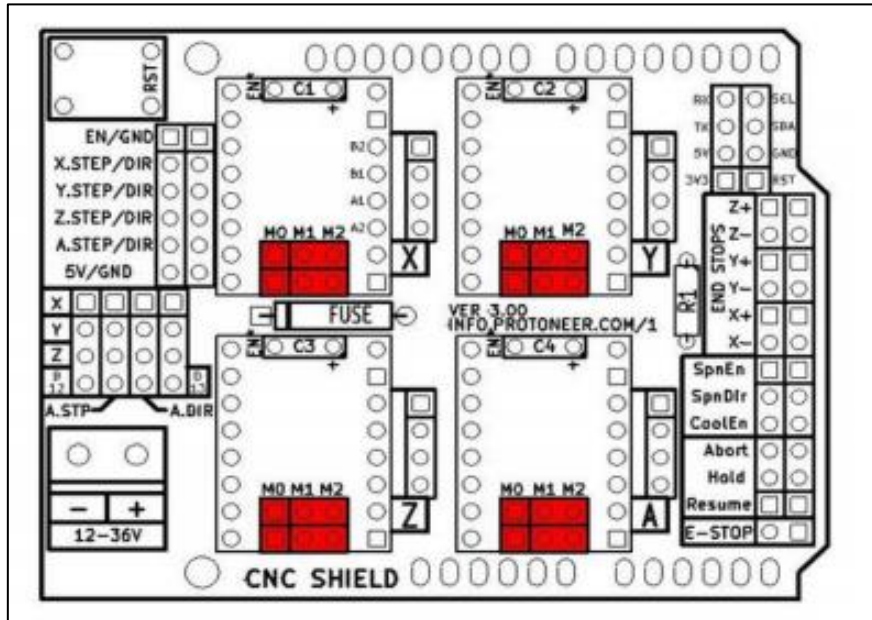 RST
EN/GND
X.STEP/DIR
Y.STEP/DIR
Z.STEP/DIR
A.STEP/DIR
5V/GND
X
Y
Z
D12
D13
A.STP
A.DIR
- +
12-36V
EN
C1
+
B2
B1
A1
A2
M0 M1 M2
X
EN
C2
+
M0 M1 M2
Y
FUSE
VER 3.00
INFO.PROTONEER.COM/1
R1
EN
C3
+
M0 M1 M2
Z
EN
C4
+
M0 M1 M2
A
RX SCL
TX SDA
5V GND
3V3 RST
END STOPS
Z+
Z-
Y+
Y-
X+
X-
SpnEn
SpnDir
CoolEn
Abort
Hold
Resume
E-STOP
CNC SHIELD